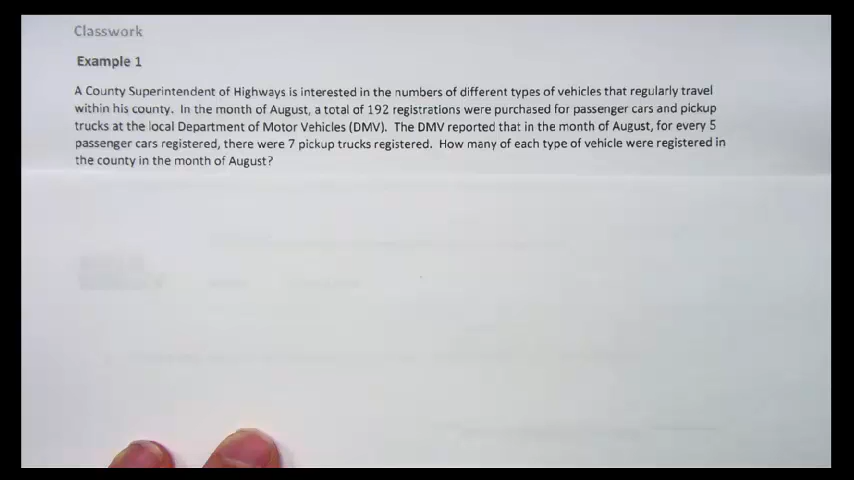 Classwork
Example 1
A County Superintendent of Highways is interested in the numbers of different types of vehicles that regularly travel
within his county. In the month of August, a total of 192 registrations were purchased for passenger cars and pickup
trucks at the local Department of Motor Vehicles (DMV). The DMV reported that in the month of August, for every 5
passenger cars registered, there were 7 pickup trucks registered. How many of each type of vehicle were registered in
the county in the month of August?